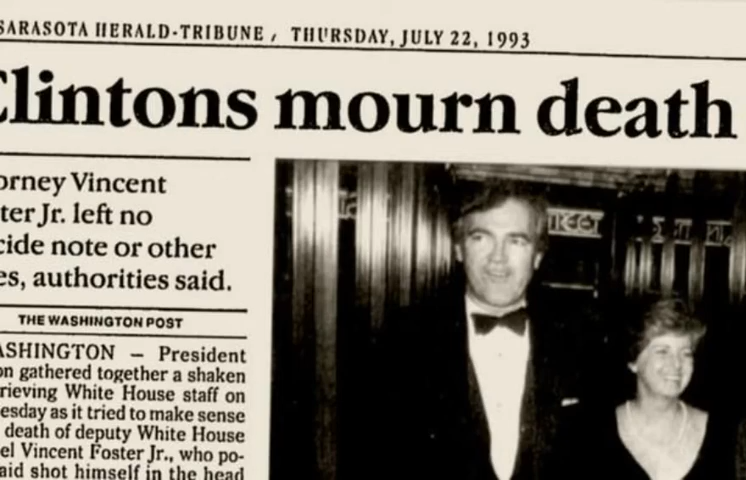 SARASOTA HERALD-TRIBUNE / THURSDAY, JULY 22, 1993
Clintons mourn death
orney Vincent
ter Jr. left no
cide note or other
es, authorities said.
THE WASHINGTON POST
ASHINGTON — President
on gathered together a shaken
rieving White House staff on
esday as it tried to make sense
death of deputy White House
el Vincent Foster Jr., who po-
aid shot himself in the head
STREET